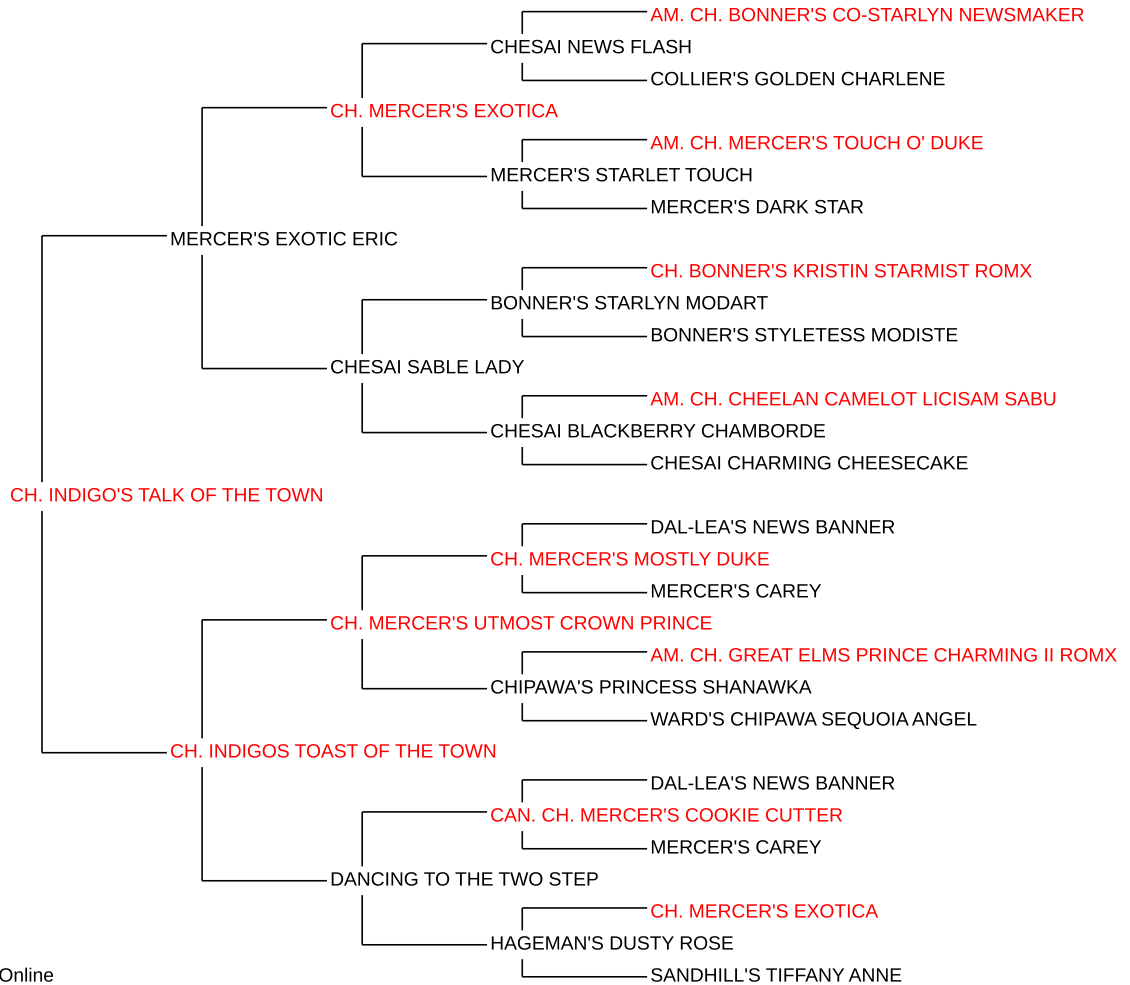 AM. CH. BONNER'S CO-STARLYN NEWSMAKER
CHESAI NEWS FLASH
COLLIER'S GOLDEN CHARLENE
CH. MERCER'S EXOTICA
AM. CH. MERCER'S TOUCH O' DUKE
MERCER'S STARLET TOUCH
MERCER'S DARK STAR
MERCER'S EXOTIC ERIC
CH. BONNER'S KRISTIN STARMIST ROMX
BONNER'S STARLYN MODART
BONNER'S STYLETESS MODISTE
CHESAI SABLE LADY
AM. CH. CHEELAN CAMELOT LICISAM SABU
CHESAI BLACKBERRY CHAMBORDE
CHESAI CHARMING CHEESECAKE
CH. INDIGO'S TALK OF THE TOWN
DAL-LEA'S NEWS BANNER
CH. MERCER'S MOSTLY DUKE
MERCER'S CAREY
CH. MERCER'S UTMOST CROWN PRINCE
AM. CH. GREAT ELMS PRINCE CHARMING II ROMX
CHIPAWA'S PRINCESS SHANAWKA
WARD'S CHIPAWA SEQUOIA ANGEL
CH. INDIGOS TOAST OF THE TOWN
DAL-LEA'S NEWS BANNER
CAN. CH. MERCER'S COOKIE CUTTER
MERCER'S CAREY
DANCING TO THE TWO STEP
CH. MERCER'S EXOTICA
HAGEMAN'S DUSTY ROSE
SANDHILL'S TIFFANY ANNE
Online